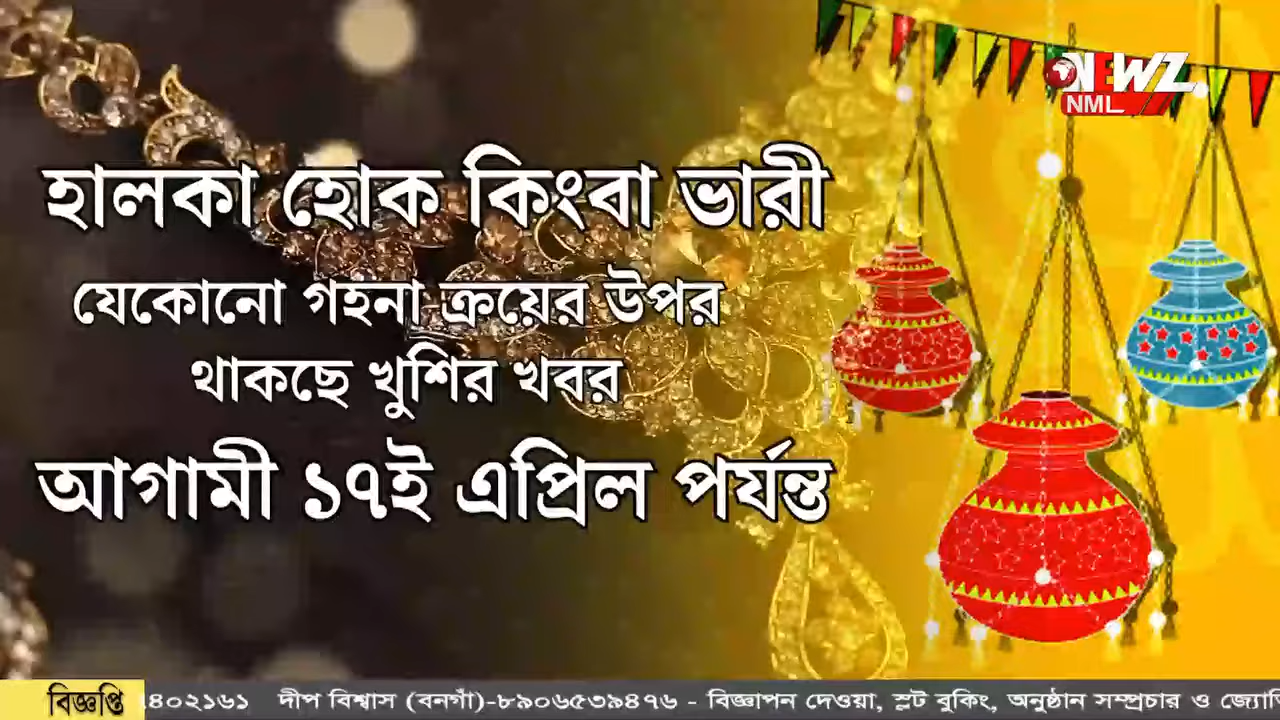 NEWZ
NML
হালকা হোক কিংবা ভারী
যেকোনো গহনা ক্রয়ের উপর
থাকছে খুশির খবর
আগামী ১৭ই এপ্রিল পর্যন্ত
বিজ্ঞপ্তি
৪০২১৬১ দীপ বিশ্বাস (বনগাঁ)-৮৯০৬৫৩৯৪৭৬ - বিজ্ঞাপন দেওয়া, স্লট বুকিং, অনুষ্ঠান সম্প্রচার ও